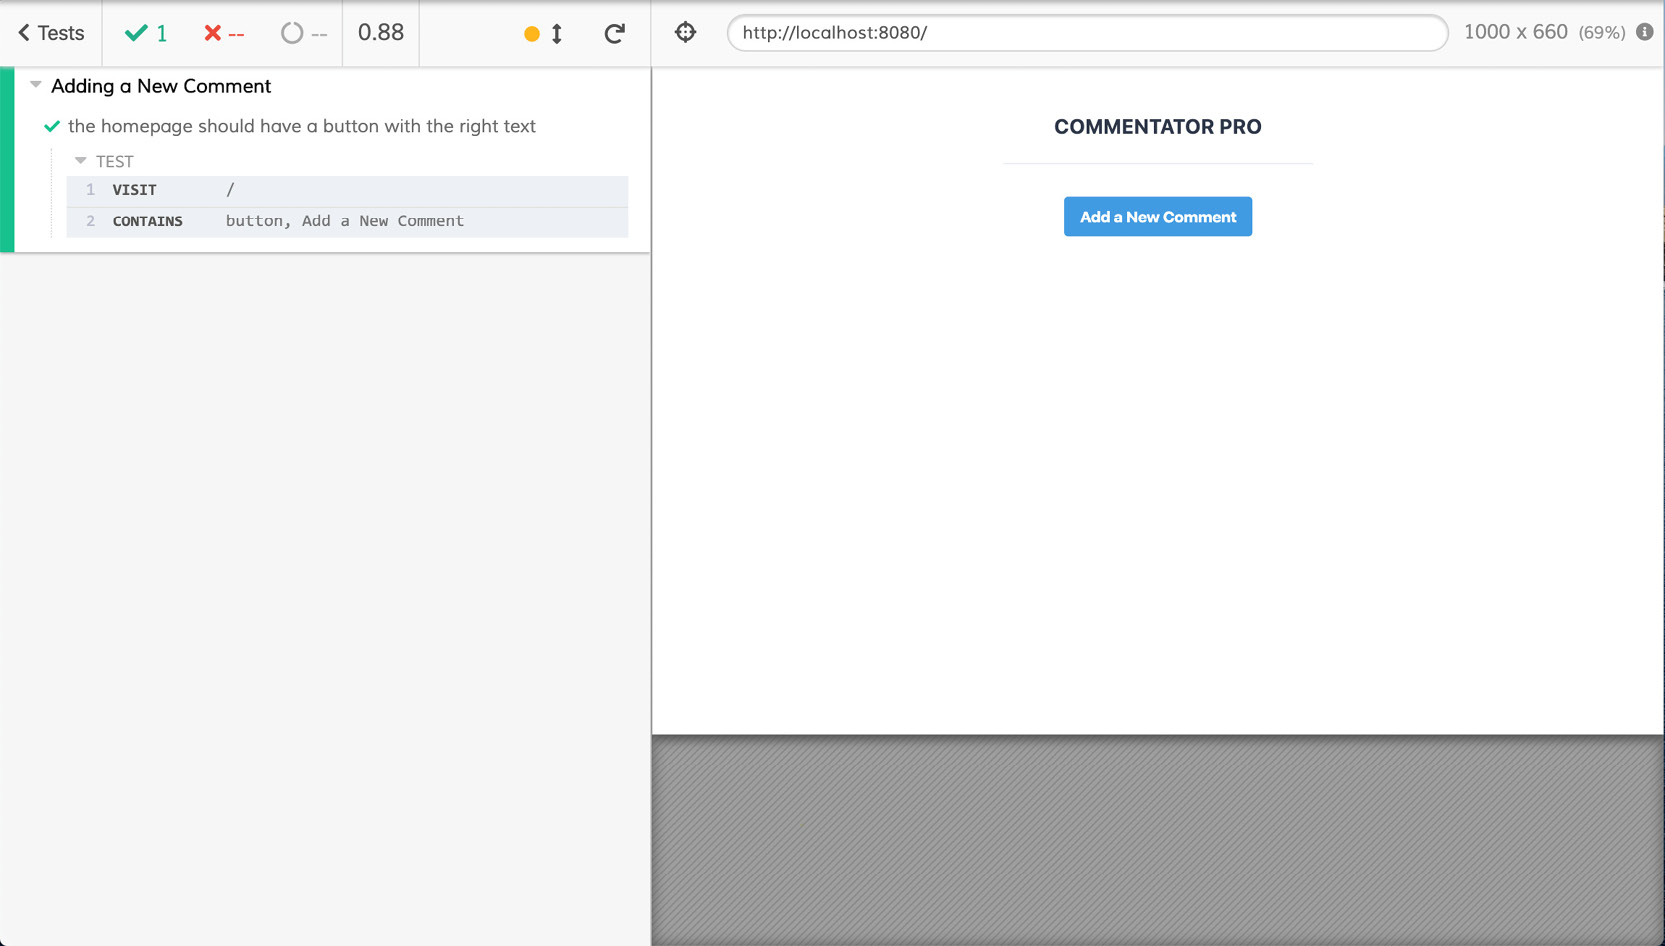 Tests 1 -- -- 0.88
http://localhost:8080/ 1000 x 660 (69%)
Adding a New Comment
the homepage should have a button with the right text
TEST
1 VISIT /
2 CONTAINS button, Add a New Comment
COMMENTATOR PRO
Add a New Comment